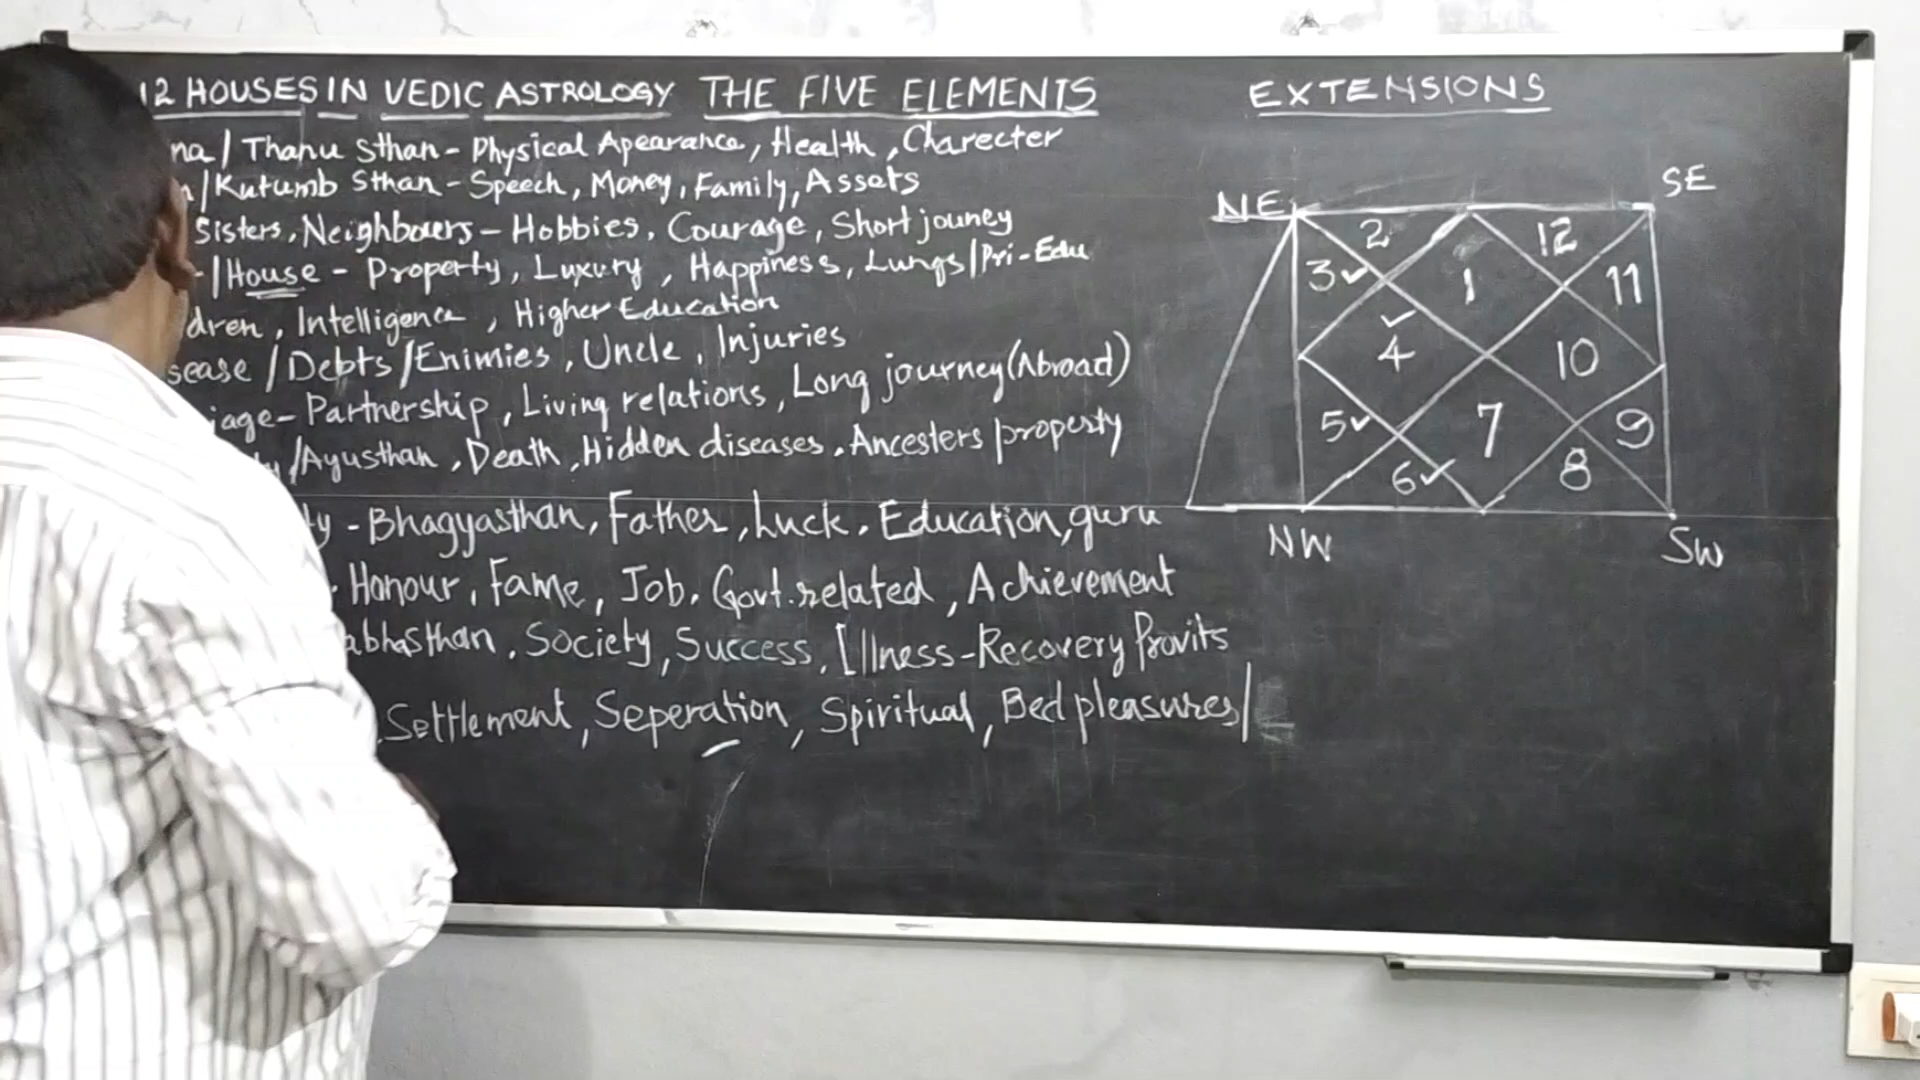 12 HOUSES IN VEDIC ASTROLOGY THE FIVE ELEMENTS
na / Thanu Sthan - Physical Apearance, Health, Charecter
/ Kutumb Sthan - Speech, Money, Family, Assets
Sisters, Neighbours - Hobbies, Courage, Short jouney
- / House - Property, Luxury, Happiness, Lungs / Pri - Edu
dren, Intelligence, Higher Education
sease / Debts / Enimies, Uncle, Injuries
iage - Partnership, Living relations, Long journey (Abroad)
/ Ayusthan, Death, Hidden diseases, Ancesters property
ty - Bhagyasthan, Father, Luck, Education, guru
Honour, Fame, Job, Govt. related, Achievement
abhasthan, Society, Success, Illness - Recovery Provits
Settlement, Seperation, Spiritual, Bed pleasures /
EXTENSIONS
NE SE
2 12
3✓ 1 11
✓
4 10
5✓ 7 9
6✓ 8
NW SW